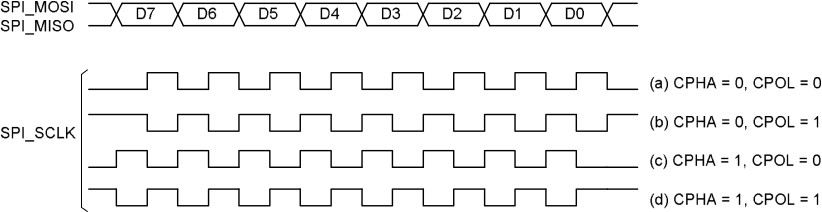 SPI_MOSI
SPI_MISO
D7 D6 D5 D4 D3 D2 D1 D0
SPI_SCLK
(a) CPHA = 0, CPOL = 0
(b) CPHA = 0, CPOL = 1
(c) CPHA = 1, CPOL = 0
(d) CPHA = 1, CPOL = 1